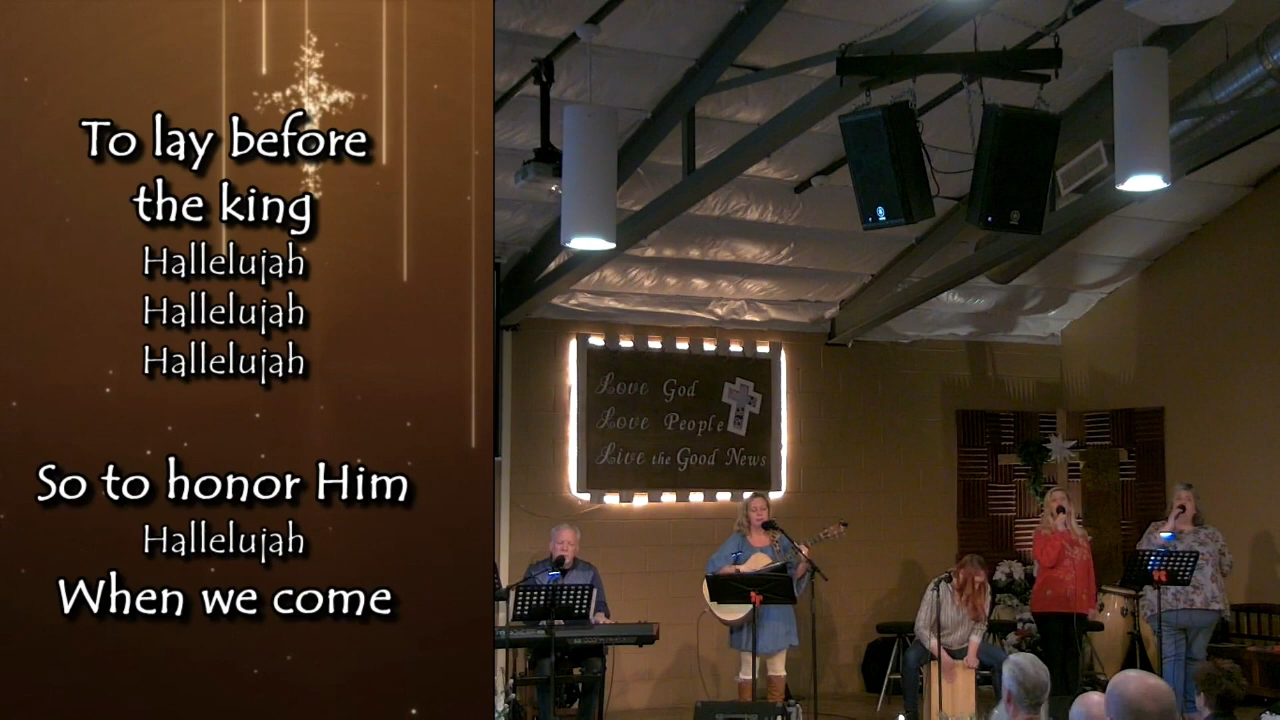 To lay before
the king
Hallelujah
Hallelujah
Hallelujah
So to honor Him
Hallelujah
When we come
Love God
Love People
Live the Good News